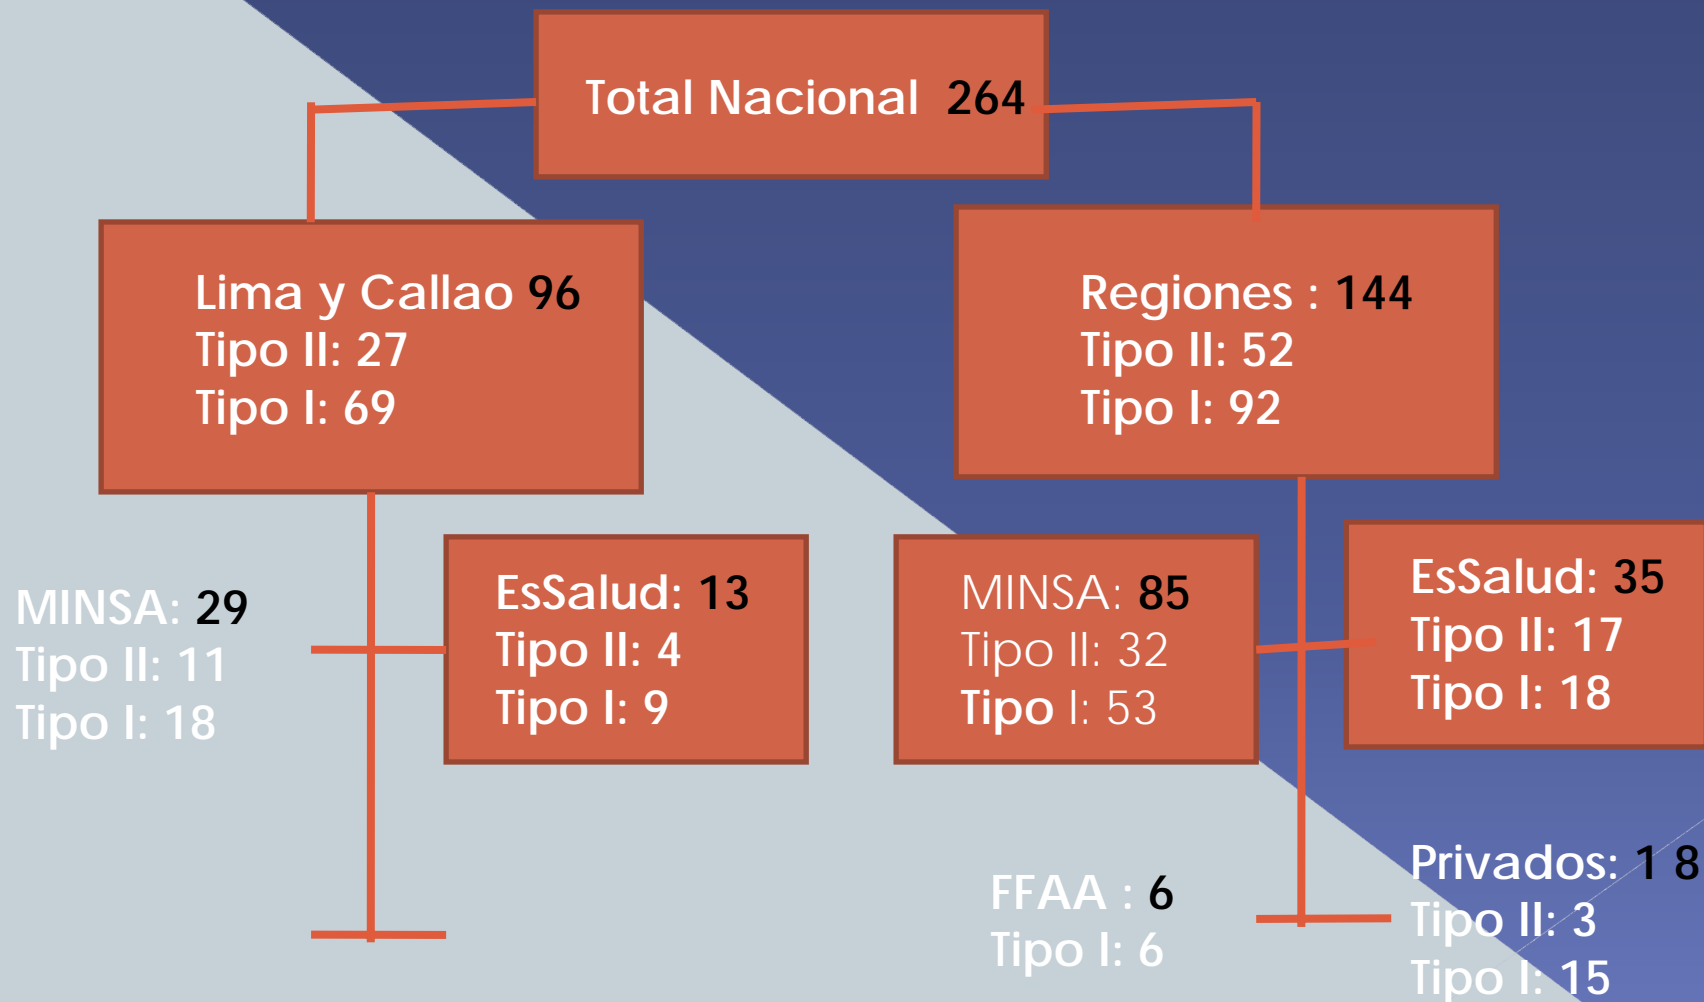 Total Nacional 264
Lima y Callao 96
Tipo II: 27
Tipo I: 69
Regiones : 144
Tipo II: 52
Tipo I: 92
MINSA: 29
Tipo II: 11
Tipo I: 18
EsSalud: 13
Tipo II: 4
Tipo I: 9
MINSA: 85
Tipo II: 32
Tipo I: 53
EsSalud: 35
Tipo II: 17
Tipo I: 18
FFAA : 6
Tipo I: 6
Privados: 1 8
Tipo II: 3
Tipo I: 15